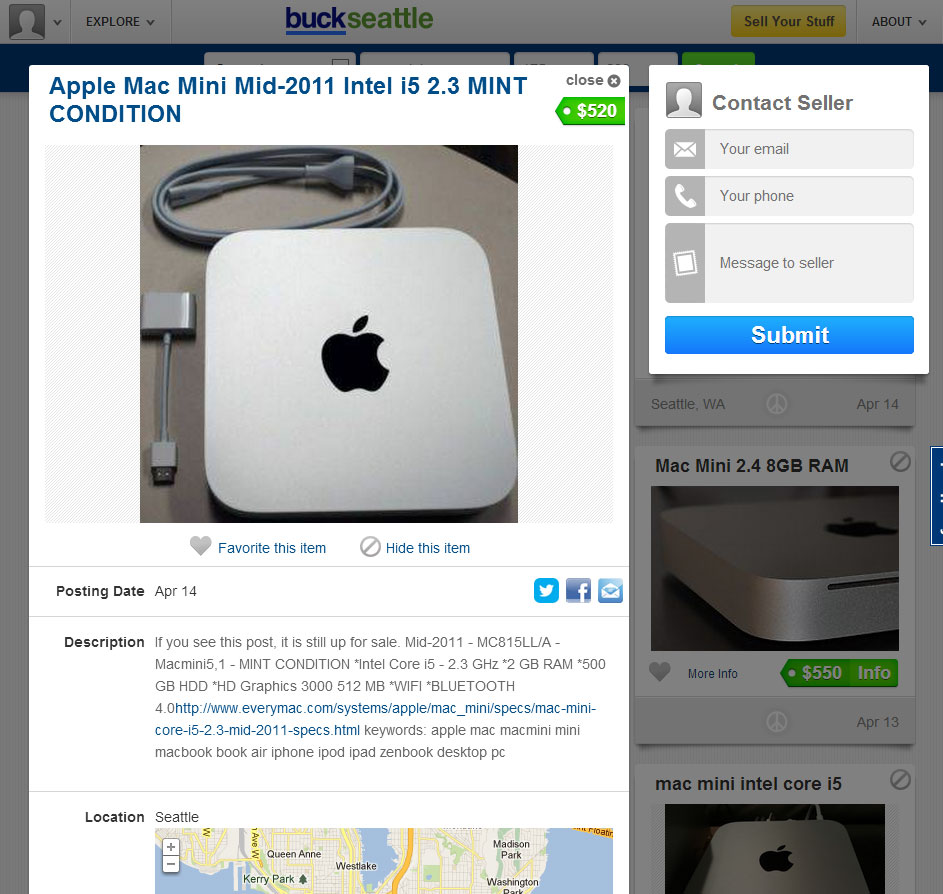 EXPLORE
buckseattle
Sell Your Stuff
ABOUT
Apple Mac Mini Mid-2011 Intel i5 2.3 MINT
CONDITION
close
$520
Favorite this item
Hide this item
Posting Date Apr 14
Description If you see this post, it is still up for sale. Mid-2011 - MC815LL/A -
Macmini5,1 - MINT CONDITION *Intel Core i5 - 2.3 GHz *2 GB RAM *500
GB HDD *HD Graphics 3000 512 MB *WIFI *BLUETOOTH
4.0http://www.everymac.com/systems/apple/mac_mini/specs/mac-mini-
core-i5-2.3-mid-2011-specs.html keywords: apple mac macmini mini
macbook book air iphone ipod ipad zenbook desktop pc
Location Seattle
+
−
Queen Anne
Westlake
Kerry Park
Madison
Park
Washington
Park
Contact Seller
Your email
Your phone
Message to seller
Submit
Seattle, WA
Apr 14
Mac Mini 2.4 8GB RAM
More Info
$550 Info
Apr 13
mac mini intel core i5